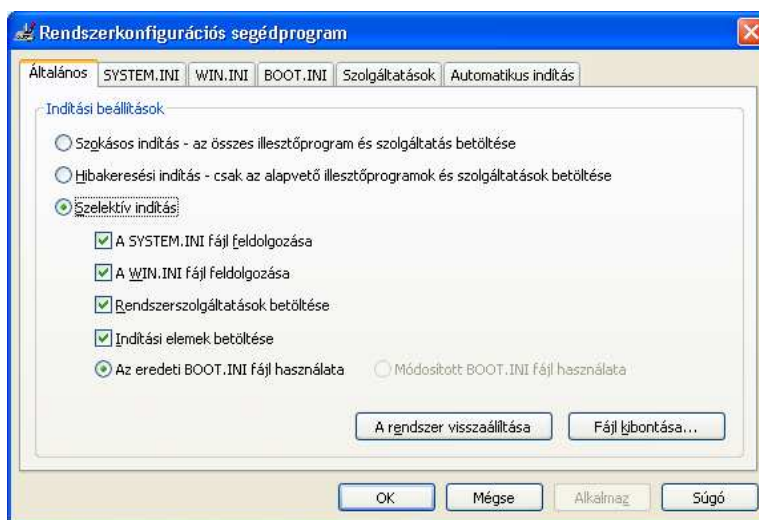 Rendszerkonfigurációs segédprogram
Általános SYSTEM.INI WIN.INI BOOT.INI Szolgáltatások Automatikus indítás
Indítási beállítások
Szokásos indítás - az összes illesztőprogram és szolgáltatás betöltése
Hibakeresési indítás - csak az alapvető illesztőprogramok és szolgáltatások betöltése
Szelektív indítás
A SYSTEM.INI fájl feldolgozása
A WIN.INI fájl feldolgozása
Rendszerszolgáltatások betöltése
Indítási elemek betöltése
Az eredeti BOOT.INI fájl használata Módosított BOOT.INI fájl használata
A rendszer visszaálítása Fájl kibontása...
OK Mégse Alkalmaz Súgó